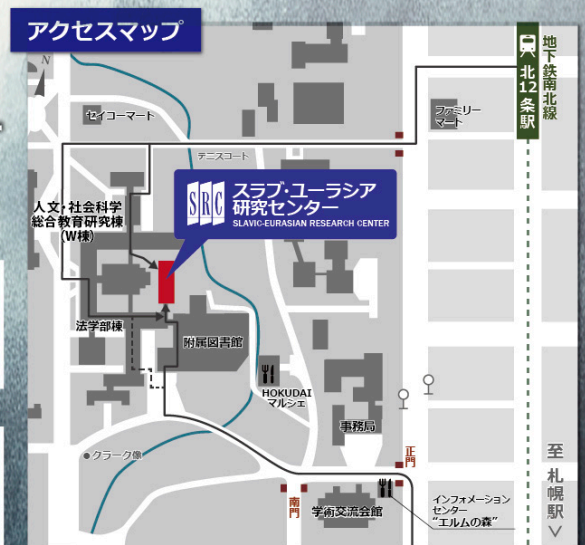 アクセスマップ
N
セイコーマート
ファミリー
マート
北12条駅
地下鉄南北線
テニスコート
人文・社会科学
総合教育研究棟
(W棟)
SRC
スラブ・ユーラシア
研究センター
SLAVIC-EURASIAN RESEARCH CENTER
法学部棟
附属図書館
HOKUDAI
マルシェ
事務局
クラーク像
正門
南門
学術交流会館
インフォメーション
センター
"エルムの森"
至 札幌駅